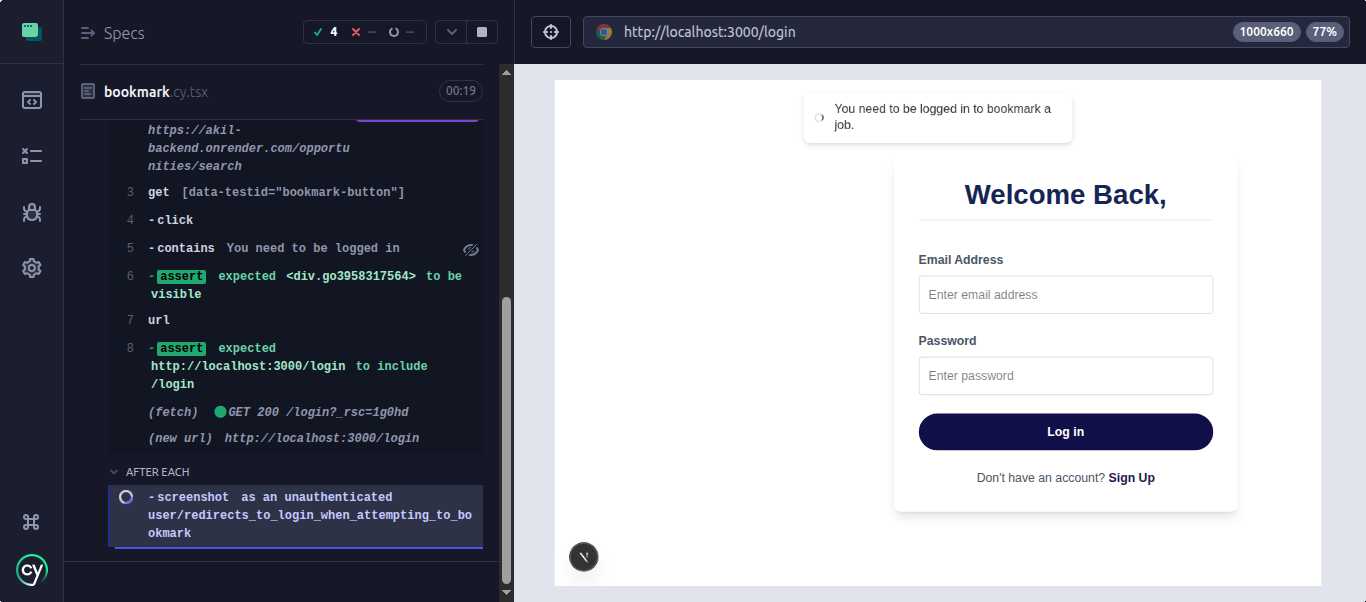 Specs
4 -- --
bookmark.cy.tsx 00:19
https://akil-
backend.onrender.com/opportu
nities/search
3 get [data-testid="bookmark-button"]
4 -click
5 -contains You need to be logged in
6 -assert expected <div.go3958317564> to be
visible
7 url
8 -assert expected
http://localhost:3000/login to include
/login
(fetch) GET 200 /login?_rsc=1g0hd
(new url) http://localhost:3000/login
AFTER EACH
-screenshot as an unauthenticated
user/redirects_to_login_when_attempting_to_bo
okmark
cy
http://localhost:3000/login 1000x660 77%
You need to be logged in to bookmark a
job.
Welcome Back,
Email Address
Enter email address
Password
Enter password
Log in
Don't have an account? Sign Up
N